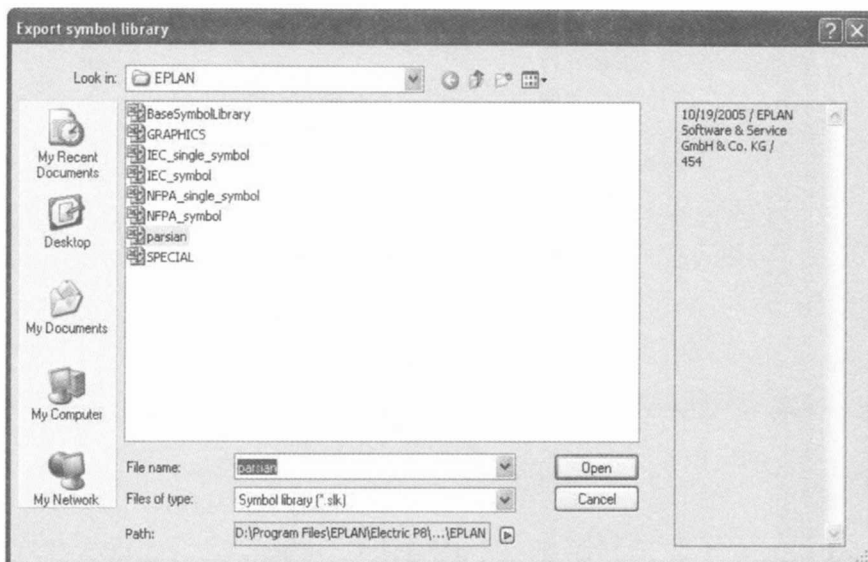 Export symbol library
Look in:
EPLAN
My Recent
Documents
Desktop
My Documents
My Computer
My Network
BaseSymbolLibrary
GRAPHICS
IEC_single_symbol
IEC_symbol
NFPA_single_symbol
NFPA_symbol
parsian
SPECIAL
10/19/2005 / EPLAN
Software & Service
GmbH & Co. KG /
454
File name:
parsian
Open
Files of type:
Symbol library (*.slk)
Cancel
Path:
D:\Program Files\EPLAN\Electric P8\...\EPLAN